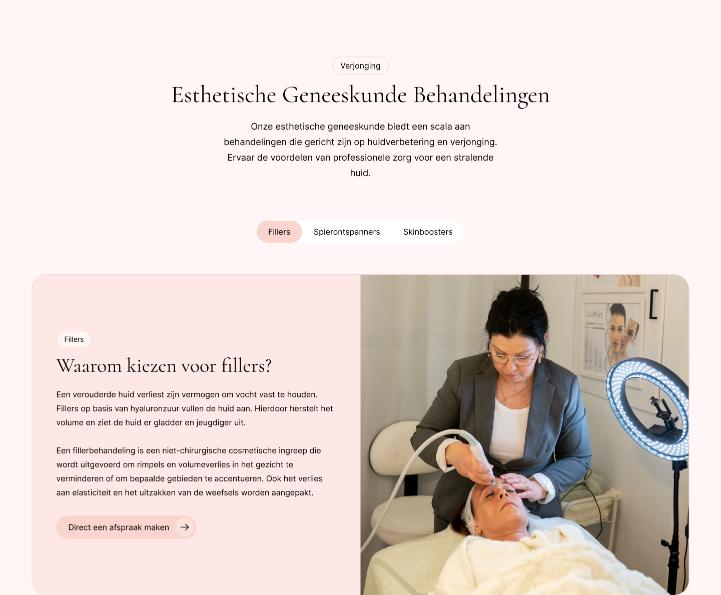 Verjonging
Esthetische Geneeskunde Behandelingen
Onze esthetische geneeskunde biedt een scala aan
behandelingen die gericht zijn op huidverbetering en verjonging.
Ervaar de voordelen van professionele zorg voor een stralende
huid.
Fillers Spierontspanners Skinboosters
Fillers
Waarom kiezen voor fillers?
Een verouderde huid verliest zijn vermogen om vocht vast te houden.
Fillers op basis van hyaluronzuur vullen de huid aan. Hierdoor herstelt het
volume en ziet de huid er gladder en jeugdiger uit.
Een fillerbehandeling is een niet-chirurgische cosmetische ingreep die
wordt uitgevoerd om rimpels en volumeverlies in het gezicht te
verminderen of om bepaalde gebieden te accentueren. Ook het verlies
aan elasticiteit en het uitzakken van de weefsels worden aangepakt.
Direct een afspraak maken